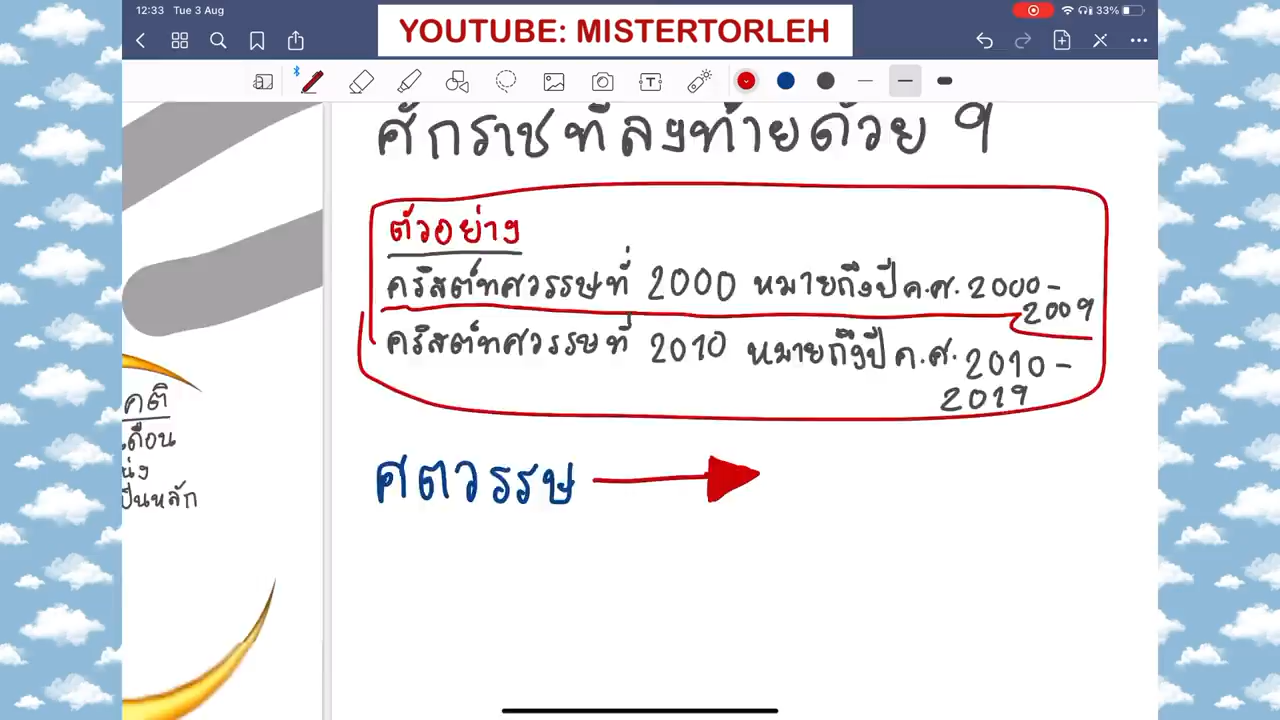 12:33 Tue 3 Aug
33%
YOUTUBE: MISTERTORLEH
ศักราชที่ลงท้ายด้วย 9
ตัวอย่าง
คริสต์ทศวรรษที่ 2000 หมายถึงปี ค.ศ. 2000-
2009
คริสต์ทศวรรษที่ 2010 หมายถึงปี ค.ศ. 2010-
2019
คติ
เดือน
เป็นหลัก
ศตวรรษ